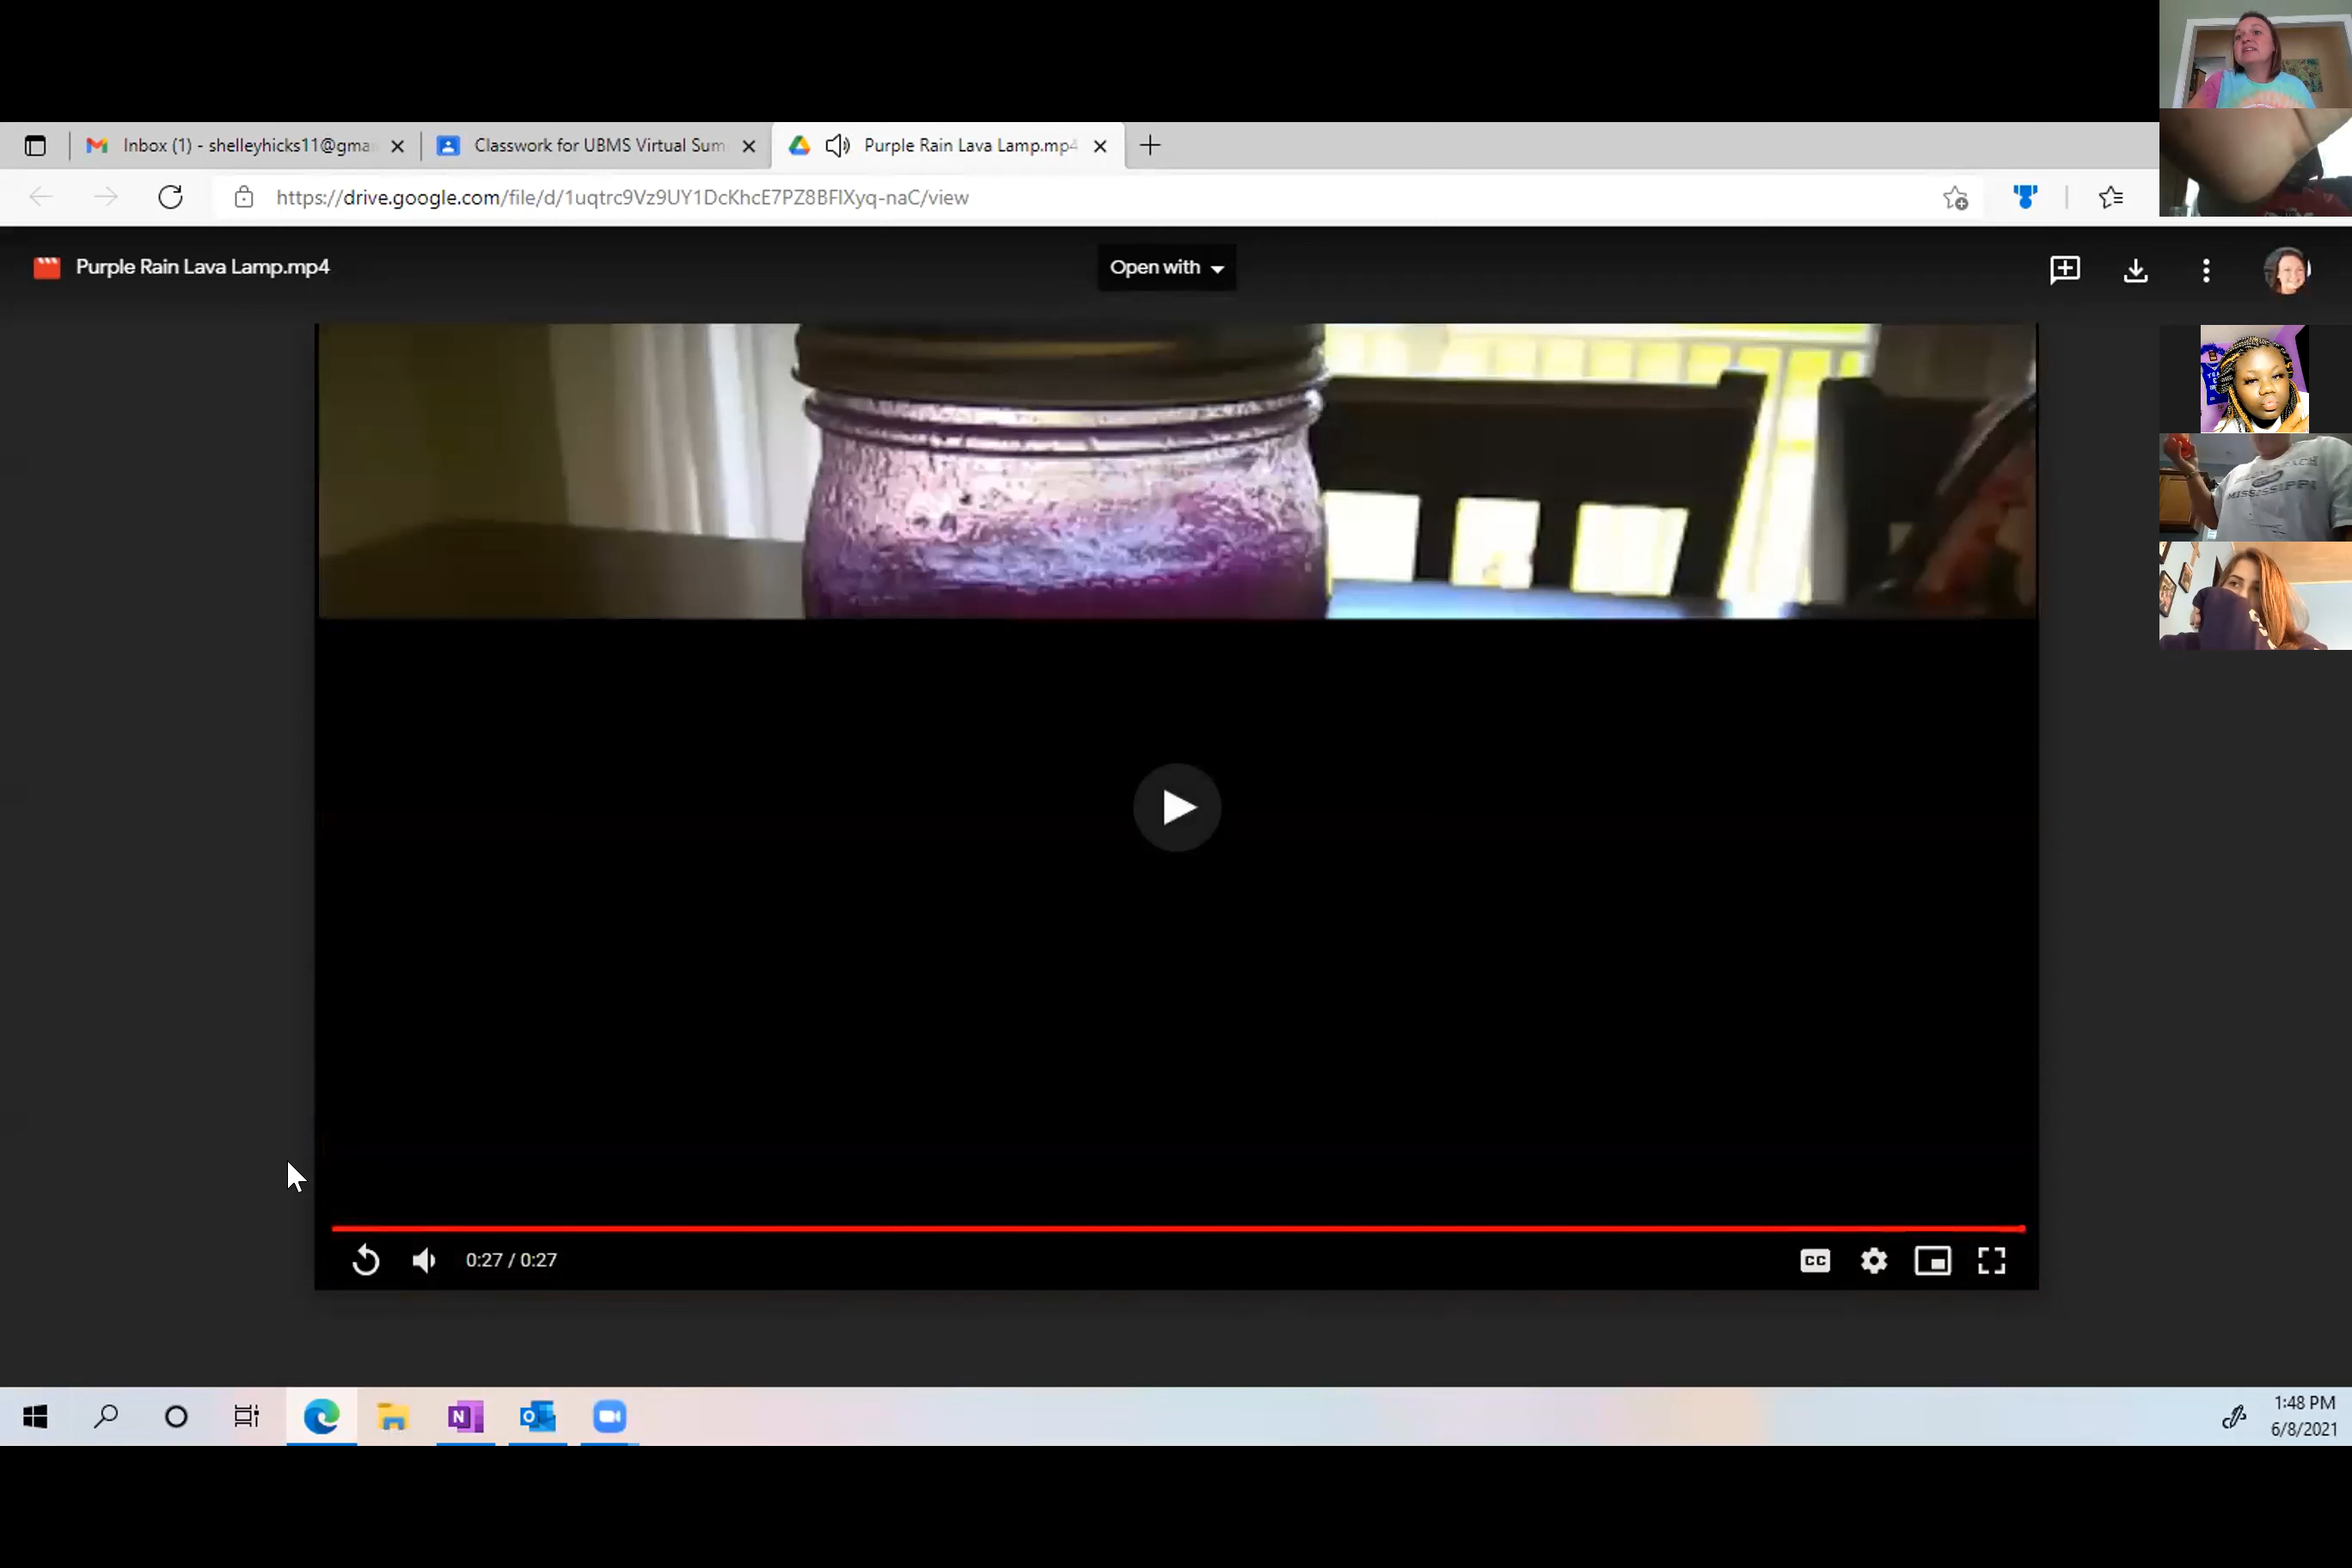 Inbox (1) - shelleyhicks11@gma
Classwork for UBMS Virtual Sum
Purple Rain Lava Lamp.mp4
https://drive.google.com/file/d/1uqtrc9Vz9UY1DcKhcE7PZ8BFlXyq-naC/view
Purple Rain Lava Lamp.mp4
Open with
MISSISSIPPI
0:27 / 0:27
CC
1:48 PM
6/8/2021